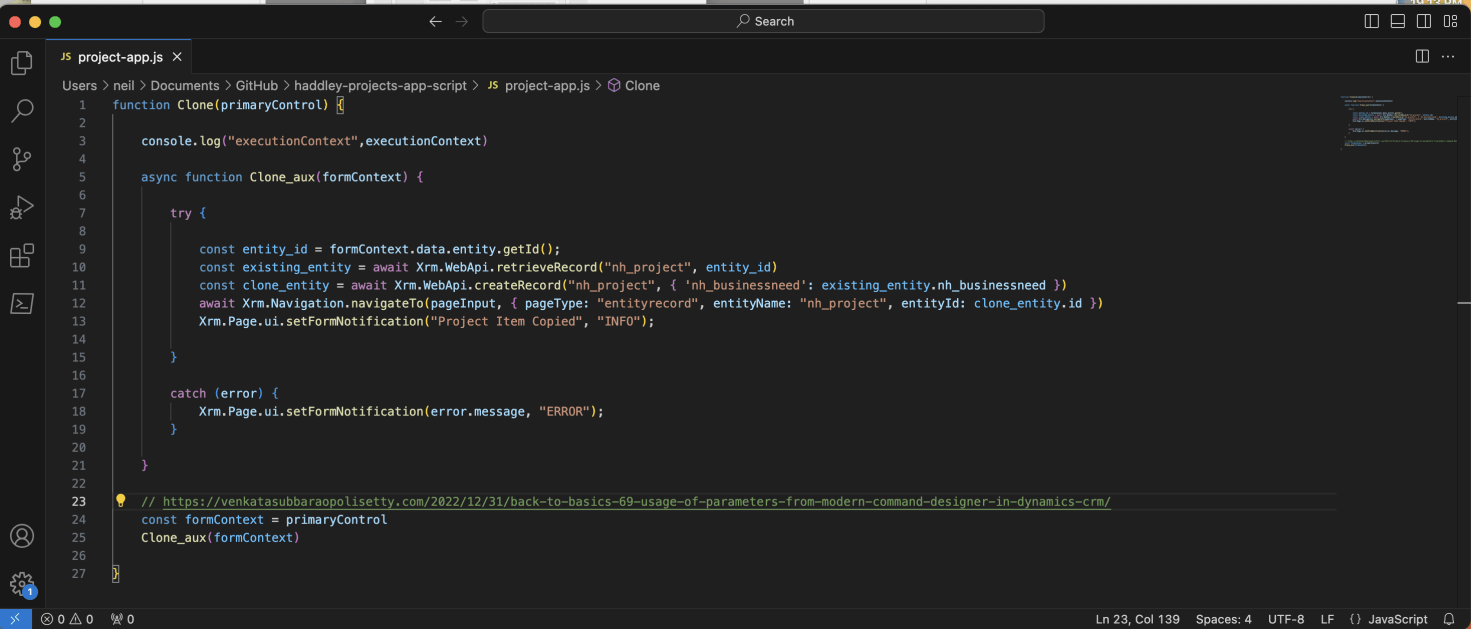 Search
JS project-app.js ×
Users > neil > Documents > GitHub > haddley-projects-app-script > JS project-app.js > Clone
1 function Clone(primaryControl) {
2
3 console.log("executionContext",executionContext)
4
5 async function Clone_aux(formContext) {
6
7 try {
8
9 const entity_id = formContext.data.entity.getId();
10 const existing_entity = await Xrm.WebApi.retrieveRecord("nh_project", entity_id)
11 const clone_entity = await Xrm.WebApi.createRecord("nh_project", { 'nh_businessneed': existing_entity.nh_businessneed })
12 await Xrm.Navigation.navigateTo(pageInput, { pageType: "entityrecord", entityName: "nh_project", entityId: clone_entity.id })
13 Xrm.Page.ui.setFormNotification("Project Item Copied", "INFO");
14
15 }
16
17 catch (error) {
18 Xrm.Page.ui.setFormNotification(error.message, "ERROR");
19 }
20
21 }
22
23 // https://venkatasubbaraopolisetty.com/2022/12/31/back-to-basics-69-usage-of-parameters-from-modern-command-designer-in-dynamics-crm/
24 const formContext = primaryControl
25 Clone_aux(formContext)
26
27 }
1
0 0 0 Ln 23, Col 139 Spaces: 4 UTF-8 LF {} JavaScript